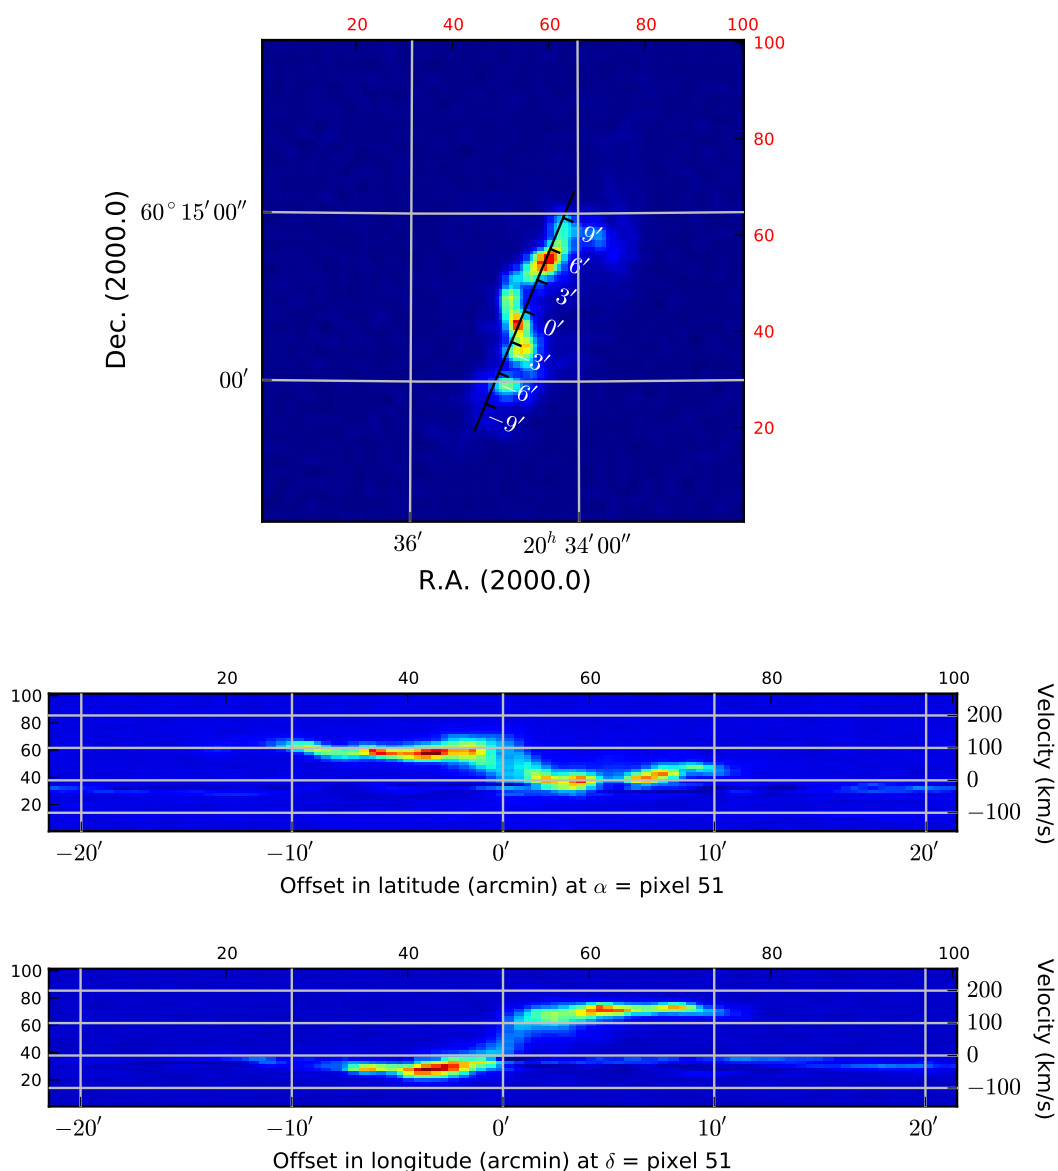 20 40 60 80 100
100
80
60° 15′ 00″
60
9′
6′
3′
0′
−3′
−6′
−9′
40
00′
20
Dec. (2000.0)
36′ 20ʰ 34′ 00″
R.A. (2000.0)
20 40 60 80 100
100
80
60
40
20
200
100
0
−100
Velocity (km/s)
−20′ −10′ 0′ 10′ 20′
Offset in latitude (arcmin) at α = pixel 51
20 40 60 80 100
100
80
60
40
20
200
100
0
−100
Velocity (km/s)
−20′ −10′ 0′ 10′ 20′
Offset in longitude (arcmin) at δ = pixel 51